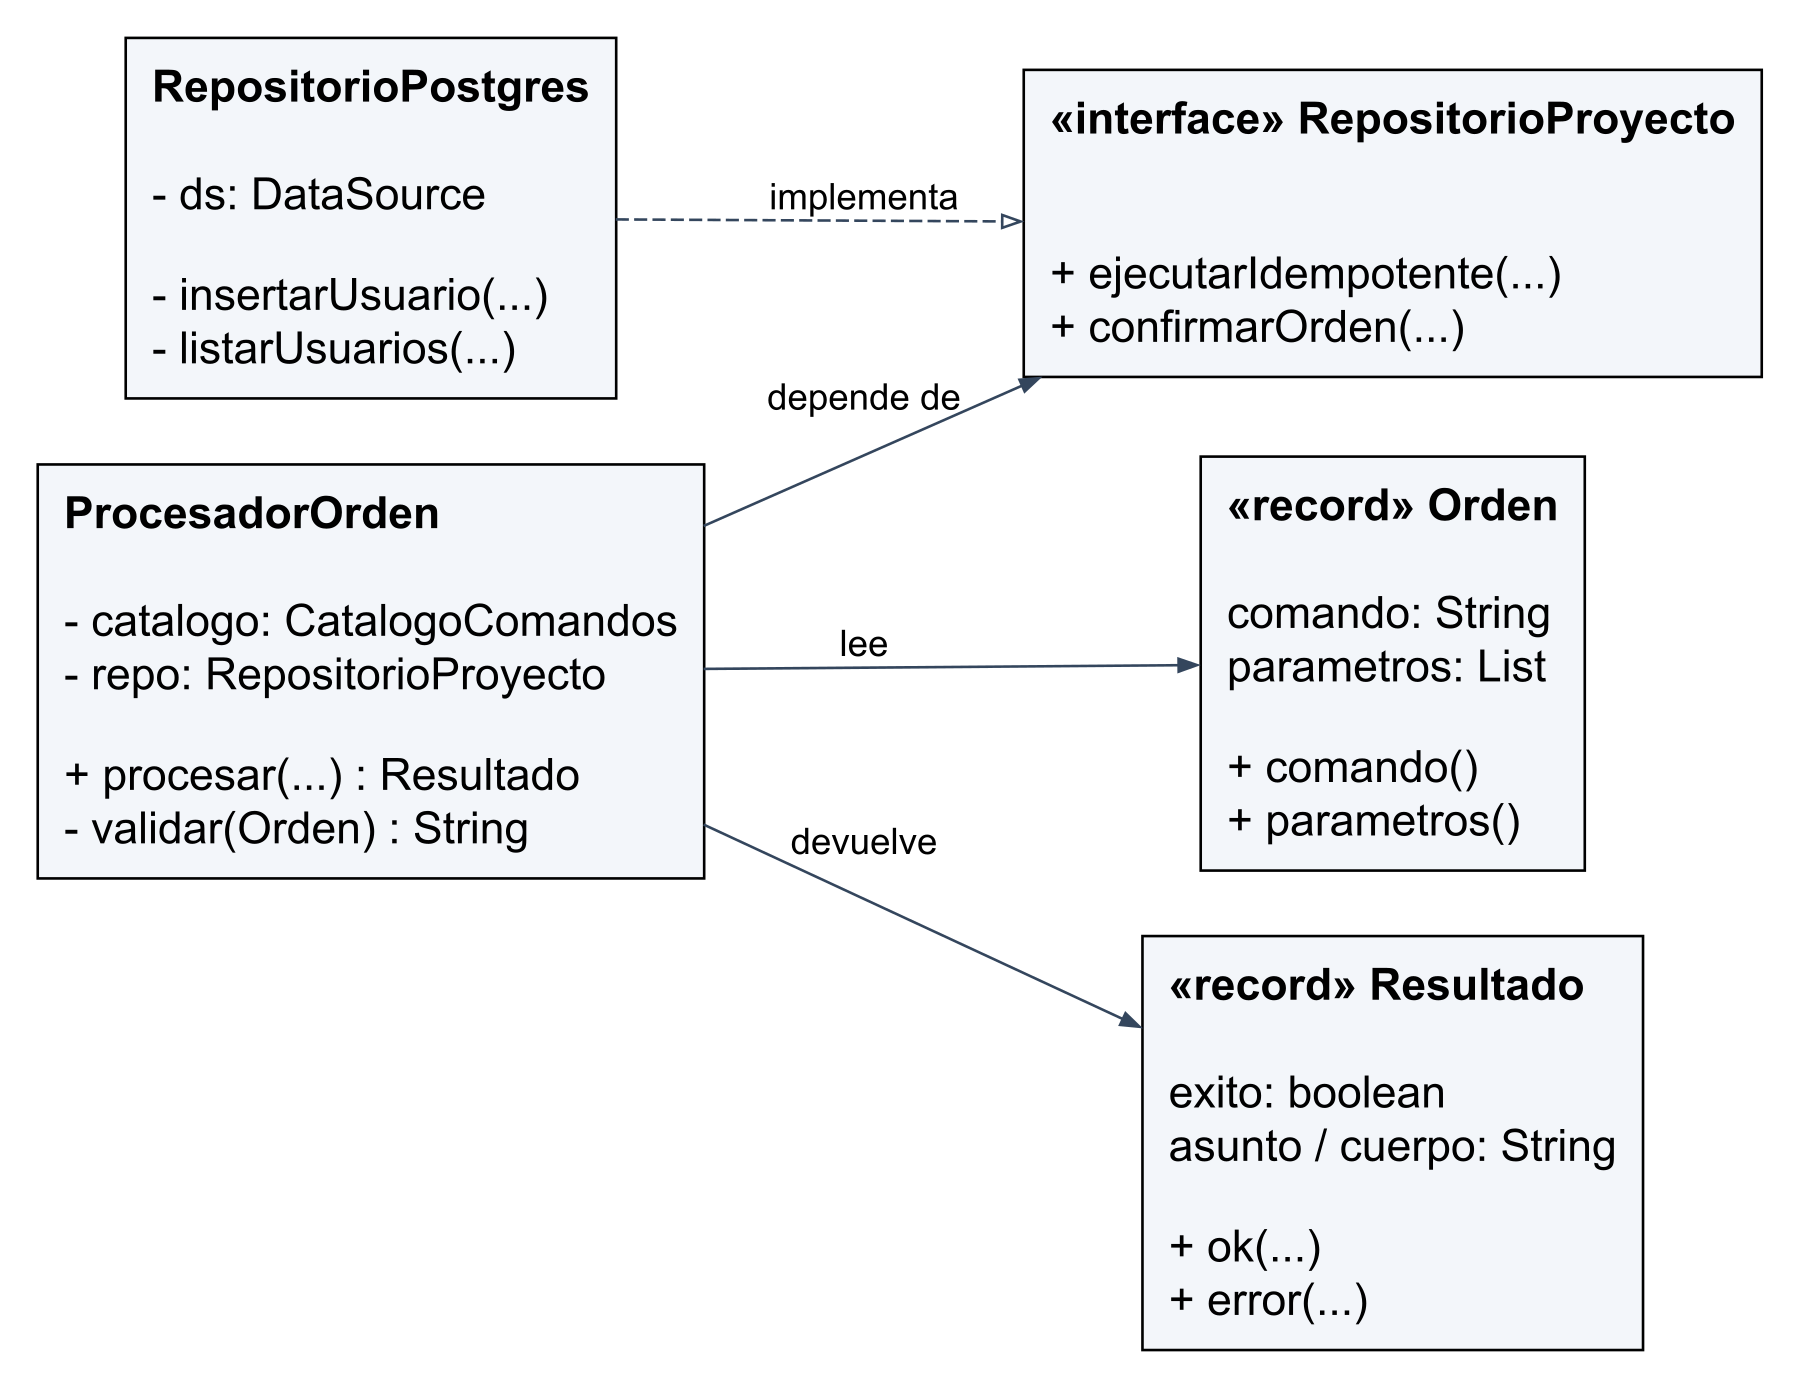 RepositorioPostgres
- ds: DataSource
- insertarUsuario(...)
- listarUsuarios(...)
implementa
«interface» RepositorioProyecto
+ ejecutarIdempotente(...)
+ confirmarOrden(...)
depende de
ProcesadorOrden
- catalogo: CatalogoComandos
- repo: RepositorioProyecto
+ procesar(...) : Resultado
- validar(Orden) : String
lee
«record» Orden
comando: String
parametros: List
+ comando()
+ parametros()
devuelve
«record» Resultado
exito: boolean
asunto / cuerpo: String
+ ok(...)
+ error(...)